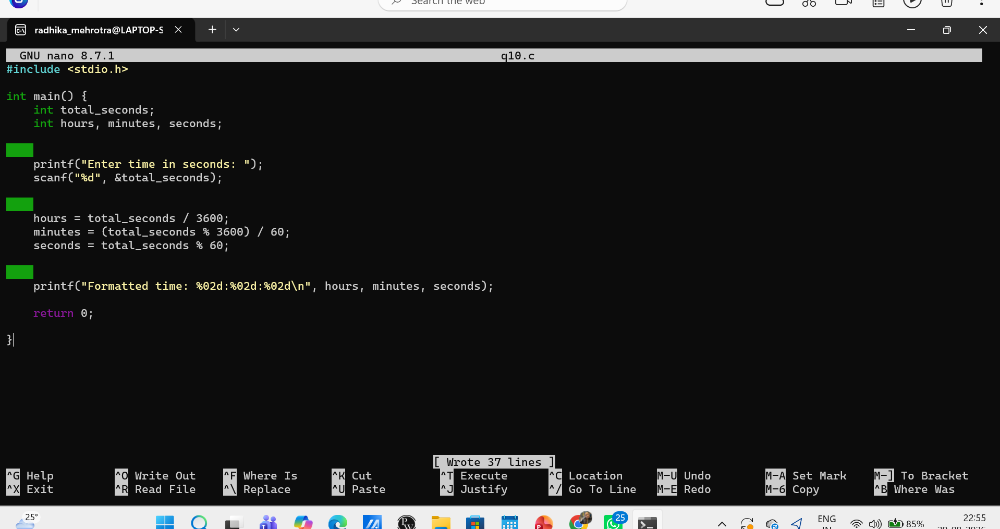 Search the web
radhika_mehrotra@LAPTOP-S
GNU nano 8.7.1 q10.c
#include <stdio.h>
int main() {
    int total_seconds;
    int hours, minutes, seconds;
    printf("Enter time in seconds: ");
    scanf("%d", &total_seconds);
    hours = total_seconds / 3600;
    minutes = (total_seconds % 3600) / 60;
    seconds = total_seconds % 60;
    printf("Formatted time: %02d:%02d:%02d\n", hours, minutes, seconds);
    return 0;
}
[ Wrote 37 lines ]
^G Help ^O Write Out ^F Where Is ^K Cut ^T Execute ^C Location M-U Undo M-A Set Mark M-] To Bracket
^X Exit ^R Read File ^\ Replace ^U Paste ^J Justify ^/ Go To Line M-E Redo M-6 Copy ^B Where Was
25° 25 ENG 22:55
85%